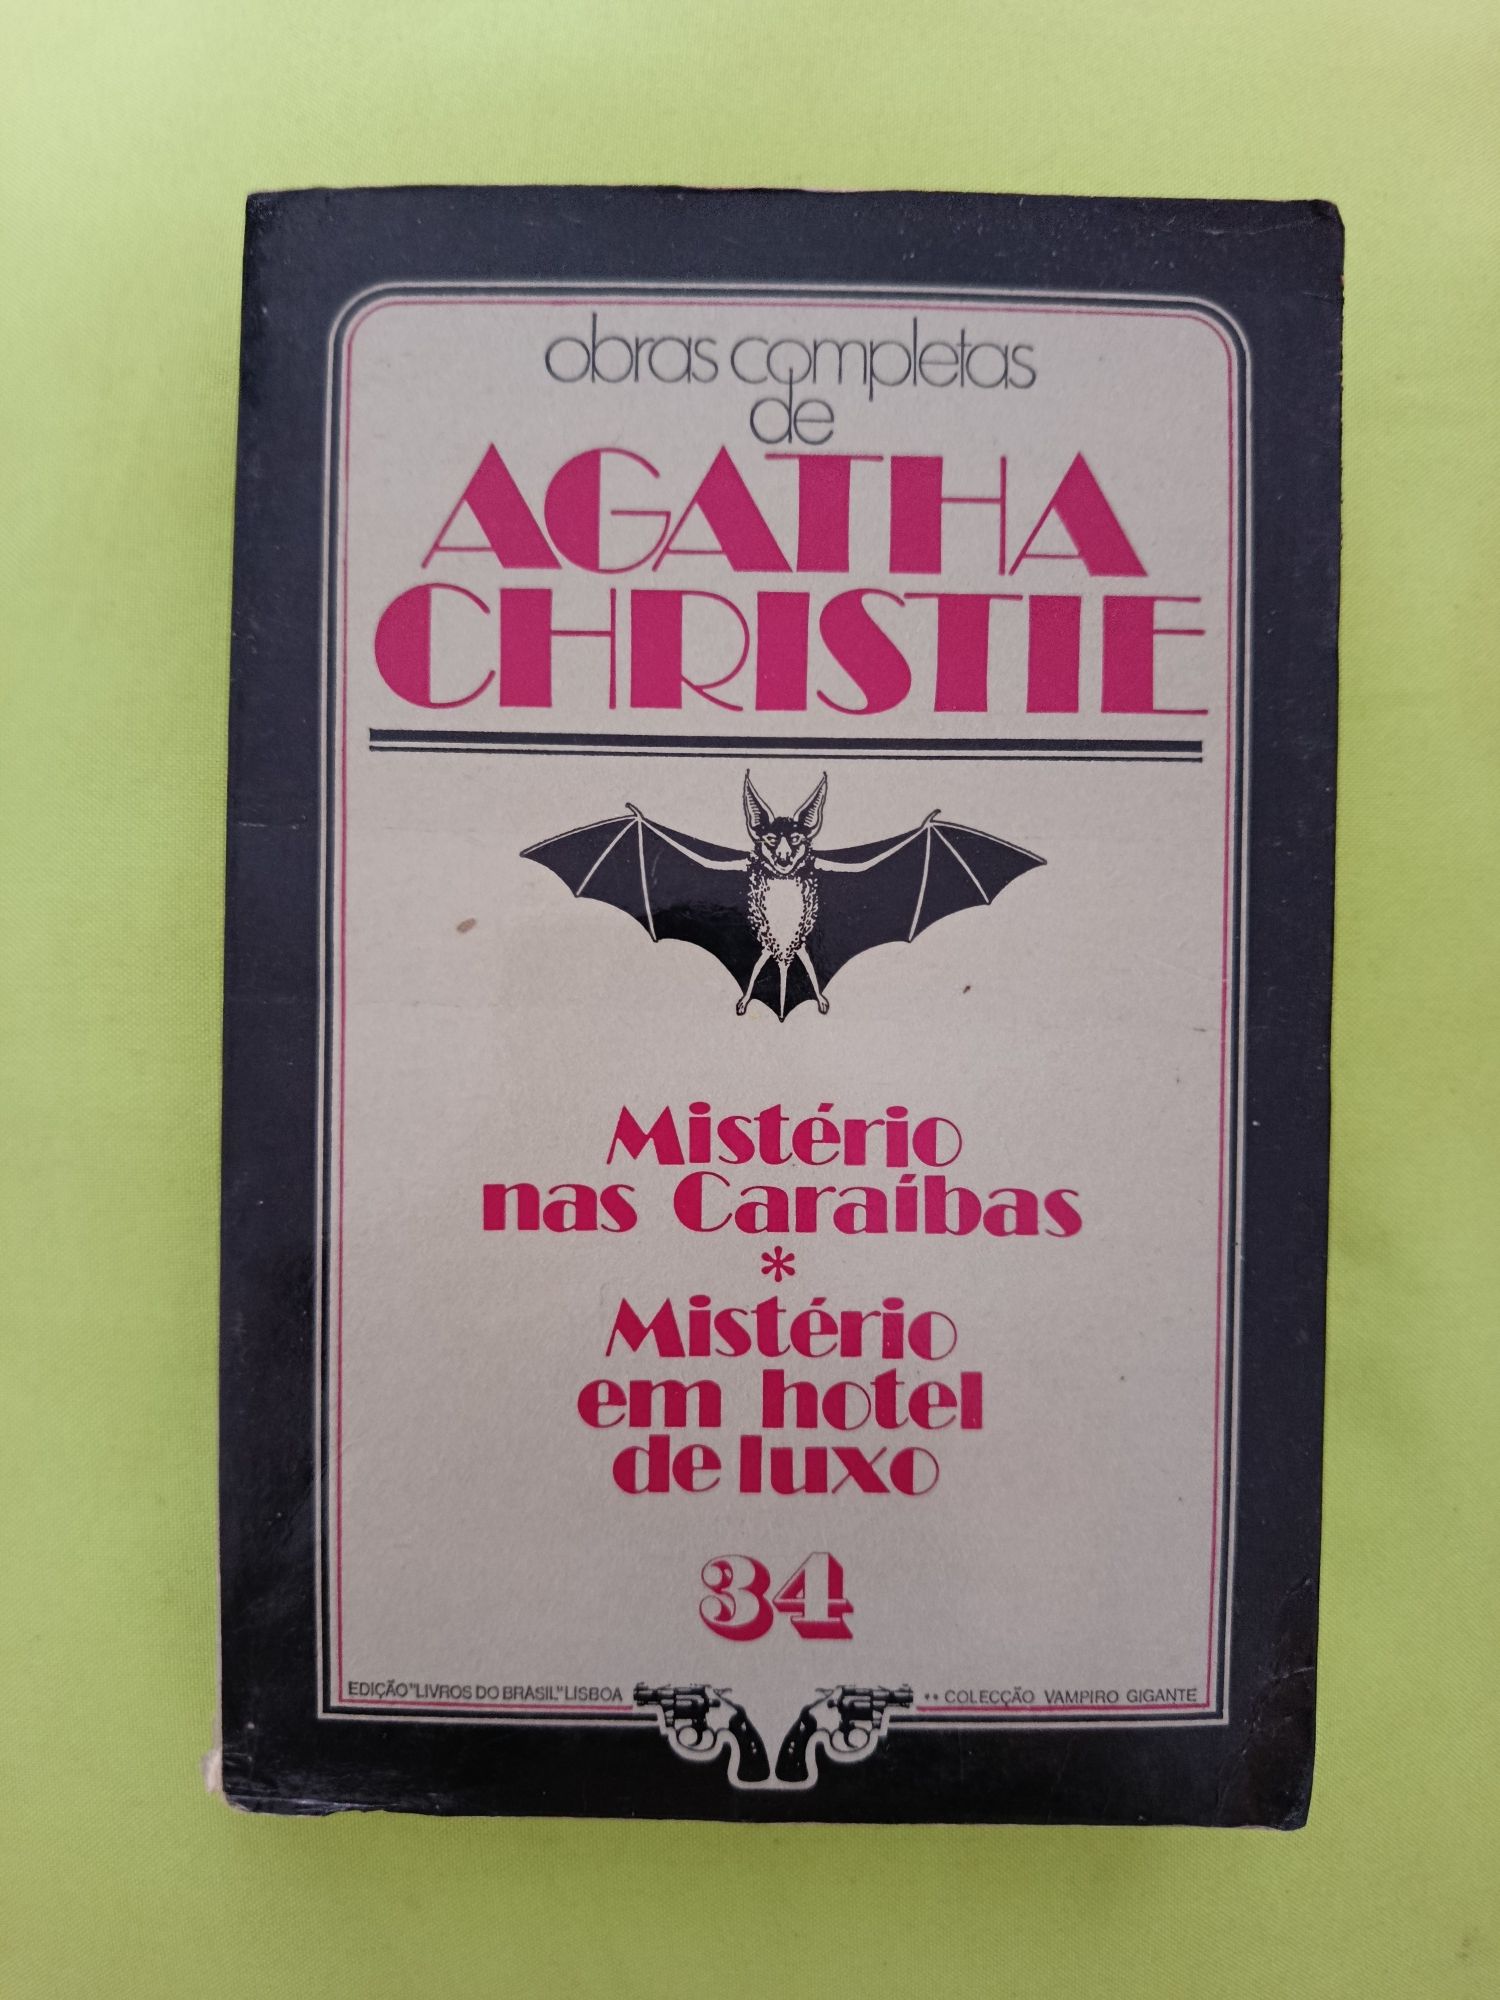 obras completas
de
AGATHA
CHRISTIE
Mistério
nas Caraíbas
*
Mistério
em hotel
de luxo
34
EDIÇÃO "LIVROS DO BRASIL" LISBOA
** COLECÇÃO VAMPIRO GIGANTE